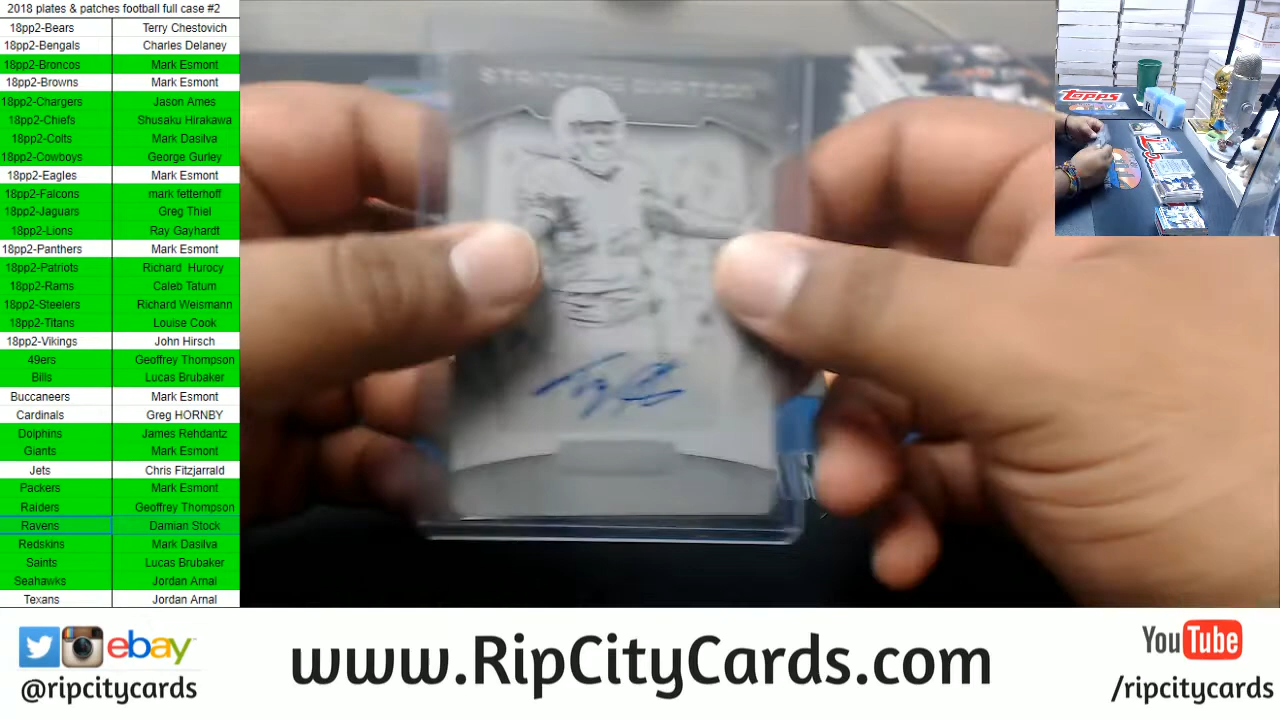 2018 plates & patches football full case #2
18pp2-Bears Terry Chestovich
18pp2-Bengals Charles Delaney
18pp2-Broncos Mark Esmont
18pp2-Browns Mark Esmont
18pp2-Chargers Jason Ames
18pp2-Chiefs Shusaku Hirakawa
18pp2-Colts Mark Dasilva
18pp2-Cowboys George Gurley
18pp2-Eagles Mark Esmont
18pp2-Falcons mark fetterhoff
18pp2-Jaguars Greg Thiel
18pp2-Lions Ray Gayhardt
18pp2-Panthers Mark Esmont
18pp2-Patriots Richard Hurocy
18pp2-Rams Caleb Tatum
18pp2-Steelers Richard Weismann
18pp2-Titans Louise Cook
18pp2-Vikings John Hirsch
49ers Geoffrey Thompson
Bills Lucas Brubaker
Buccaneers Mark Esmont
Cardinals Greg HORNBY
Dolphins James Rehdantz
Giants Mark Esmont
Jets Chris Fitzjarrald
Packers Mark Esmont
Raiders Geoffrey Thompson
Ravens Damian Stock
Redskins Mark Dasilva
Saints Lucas Brubaker
Seahawks Jordan Arnal
Texans Jordan Arnal
Topps
ebay
@ripcitycards
www.RipCityCards.com
YouTube
/ripcitycards